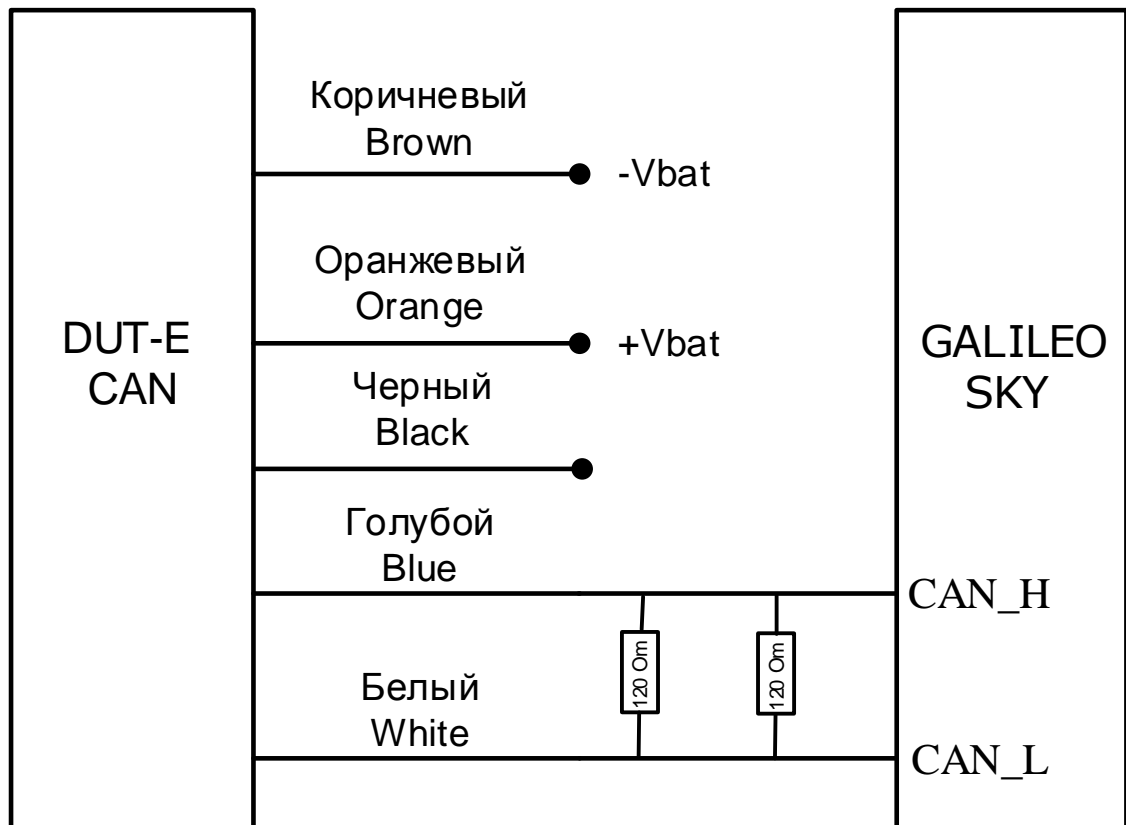 Коричневый
Brown
-Vbat
Оранжевый
Orange
+Vbat
DUT-E
CAN
GALILEO
SKY
Черный
Black
Голубой
Blue
CAN_H
120 Om
120 Om
Белый
White
CAN_L